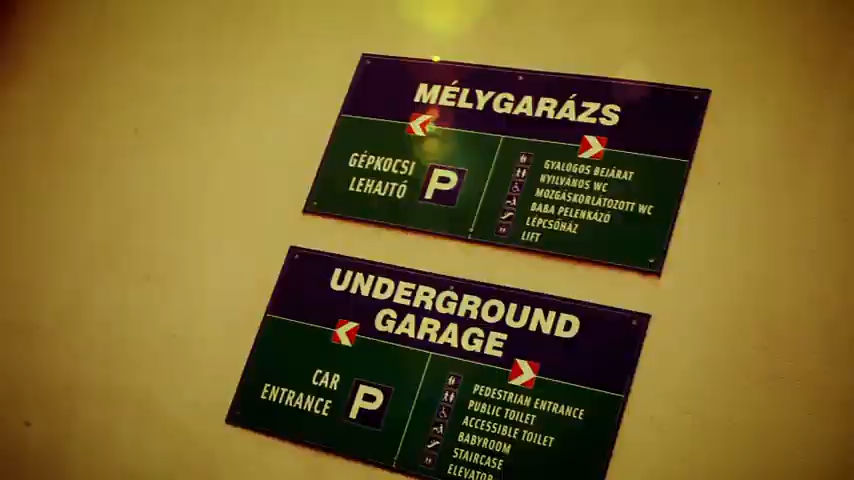 MÉLYGARÁZS
GÉPKOCSI
LEHAJTÓ
P
GYALOGOS BEJÁRAT
NYILVÁNOS WC
MOZGÁSKORLÁTOZOTT WC
BABA PELENKÁZÓ
LÉPCSŐHÁZ
LIFT
UNDERGROUND
GARAGE
CAR
ENTRANCE
P
PEDESTRIAN ENTRANCE
PUBLIC TOILET
ACCESSIBLE TOILET
BABYROOM
STAIRCASE
ELEVATOR